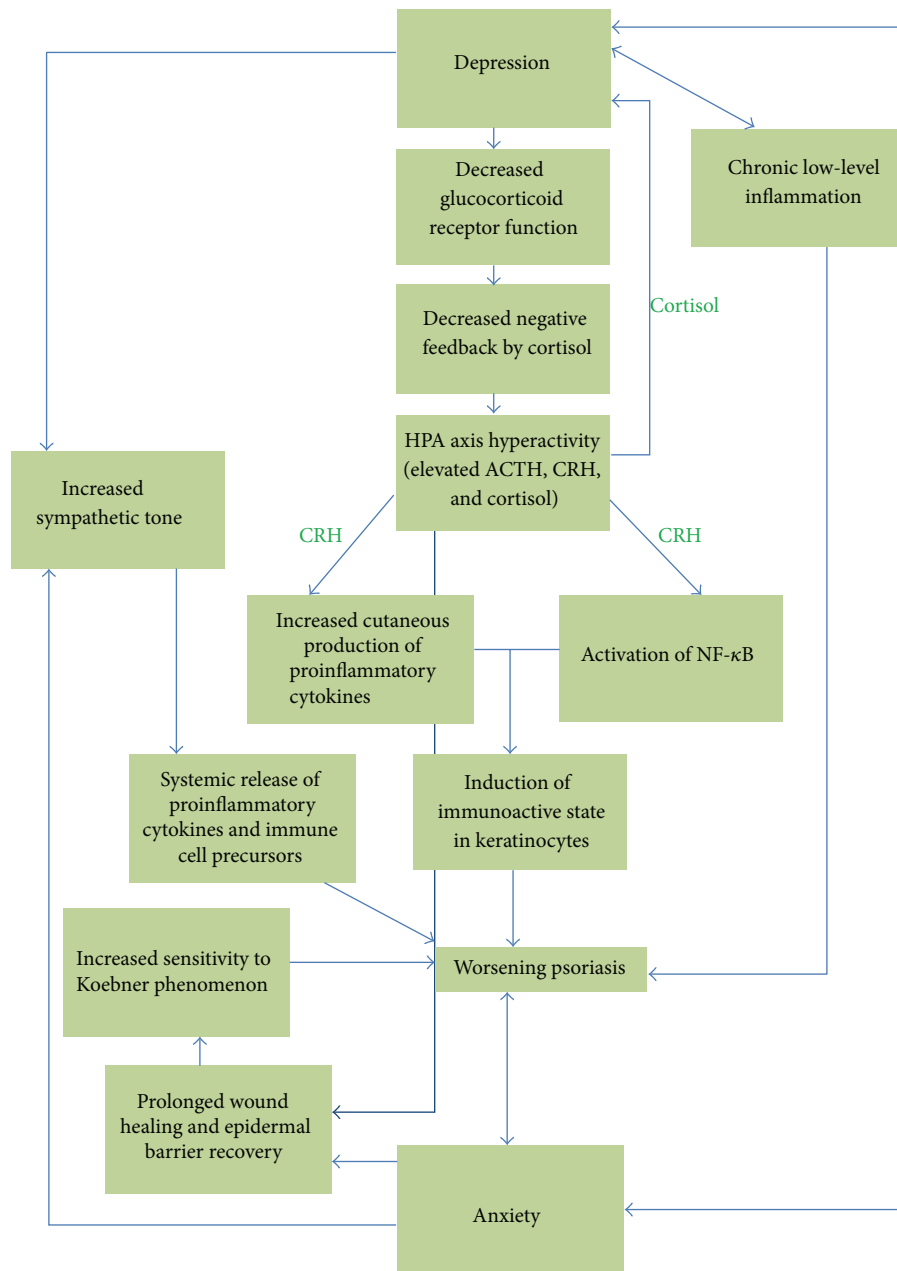 Depression
Chronic low-level
inflammation
Decreased
glucocorticoid
receptor function
Cortisol
Decreased negative
feedback by cortisol
HPA axis hyperactivity
(elevated ACTH, CRH,
and cortisol)
Increased
sympathetic tone
CRH
CRH
Increased cutaneous
production of
proinflammatory
cytokines
Activation of NF-κB
Systemic release of
proinflammatory
cytokines and immune
cell precursors
Induction of
immunoactive state
in keratinocytes
Increased sensitivity to
Koebner phenomenon
Worsening psoriasis
Prolonged wound
healing and epidermal
barrier recovery
Anxiety